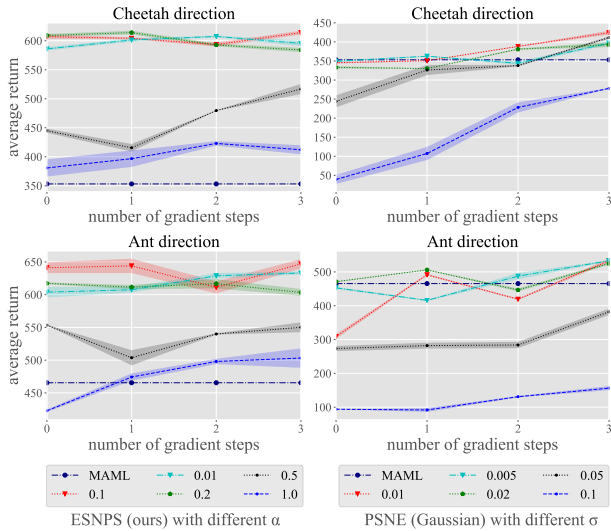 Cheetah direction
average return
600
550
500
450
400
350
0 1 2 3
number of gradient steps
Cheetah direction
450
400
350
300
250
200
150
100
50
0 1 2 3
number of gradient steps
Ant direction
average return
650
600
550
500
450
0 1 2 3
number of gradient steps
Ant direction
500
400
300
200
100
0 1 2 3
number of gradient steps
MAML 0.01 0.5
0.1 0.2 1.0
ESNPS (ours) with different α
MAML 0.005 0.05
0.01 0.02 0.1
PSNE (Gaussian) with different σ